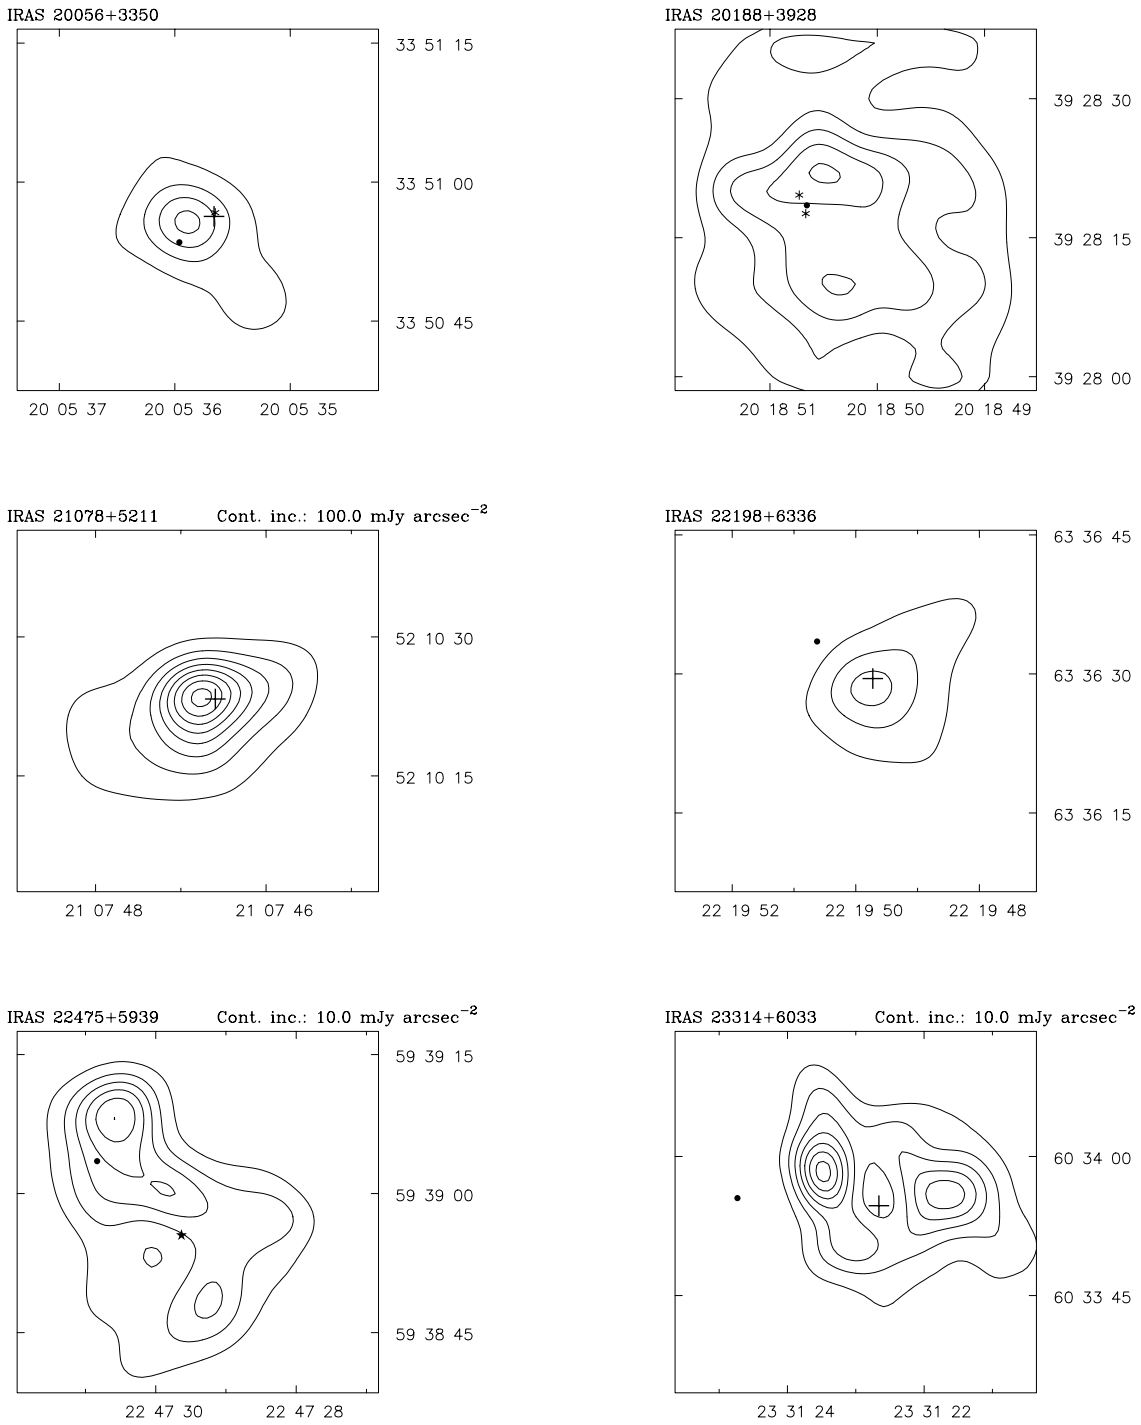 IRAS 20056+3350
33 51 15
33 51 00
33 50 45
20 05 37 20 05 36 20 05 35
IRAS 20188+3928
39 28 30
39 28 15
39 28 00
20 18 51 20 18 50 20 18 49
IRAS 21078+5211 Cont. inc.: 100.0 mJy arcsec⁻²
52 10 30
52 10 15
21 07 48 21 07 46
IRAS 22198+6336
63 36 45
63 36 30
63 36 15
22 19 52 22 19 50 22 19 48
IRAS 22475+5939 Cont. inc.: 10.0 mJy arcsec⁻²
59 39 15
59 39 00
59 38 45
22 47 30 22 47 28
IRAS 23314+6033 Cont. inc.: 10.0 mJy arcsec⁻²
60 34 00
60 33 45
23 31 24 23 31 22